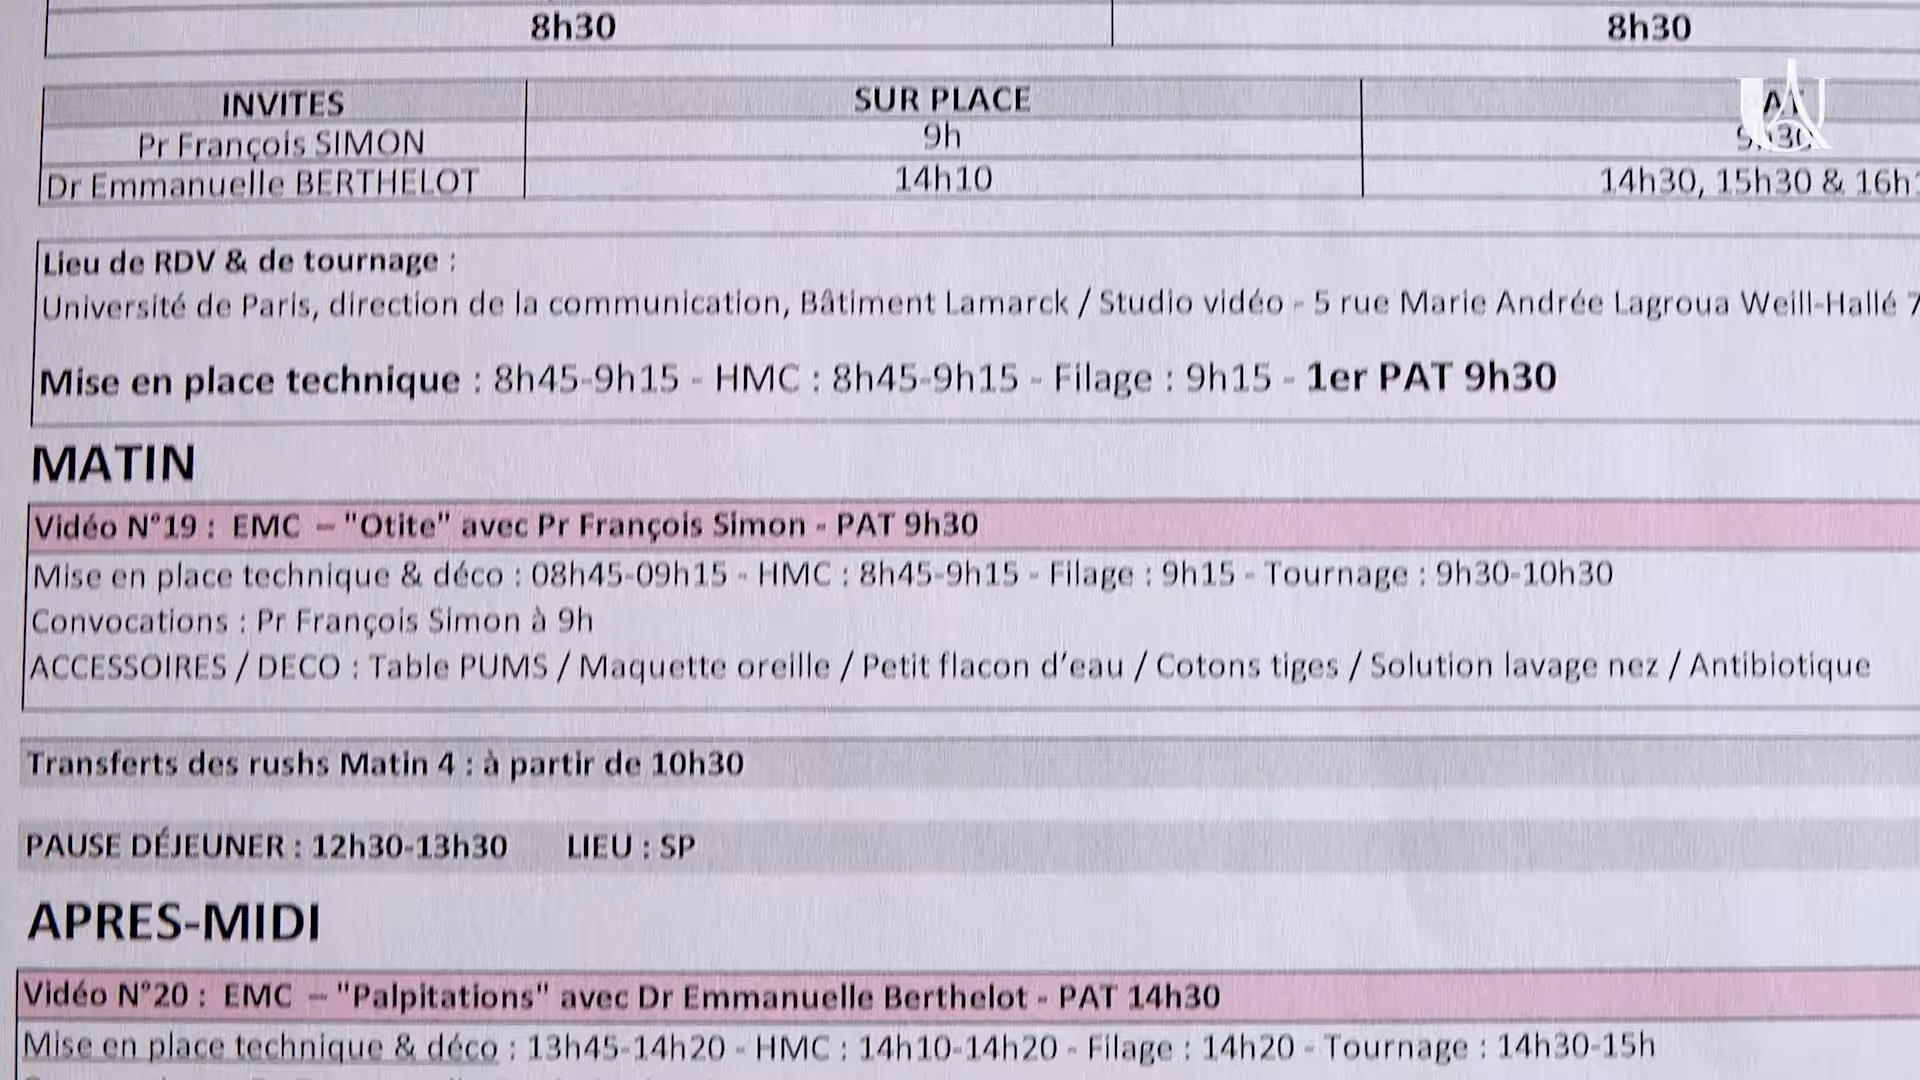 8h30 8h30
INVITES SUR PLACE
Pr François SIMON 9h
Dr Emmanuelle BERTHELOT 14h10 14h30, 15h30 & 16h
Lieu de RDV & de tournage :
Université de Paris, direction de la communication, Bâtiment Lamarck / Studio vidéo - 5 rue Marie Andrée Lagroua Weill-Hallé 7
Mise en place technique : 8h45-9h15 - HMC : 8h45-9h15 - Filage : 9h15 - 1er PAT 9h30
MATIN
Vidéo N°19 : EMC – "Otite" avec Pr François Simon - PAT 9h30
Mise en place technique & déco : 08h45-09h15 - HMC : 8h45-9h15 - Filage : 9h15 - Tournage : 9h30-10h30
Convocations : Pr François Simon à 9h
ACCESSOIRES / DECO : Table PUMS / Maquette oreille / Petit flacon d’eau / Cotons tiges / Solution lavage nez / Antibiotique
Transferts des rushs Matin 4 : à partir de 10h30
PAUSE DÉJEUNER : 12h30-13h30 LIEU : SP
APRES-MIDI
Vidéo N°20 : EMC – "Palpitations" avec Dr Emmanuelle Berthelot - PAT 14h30
Mise en place technique & déco : 13h45-14h20 - HMC : 14h10-14h20 - Filage : 14h20 - Tournage : 14h30-15h